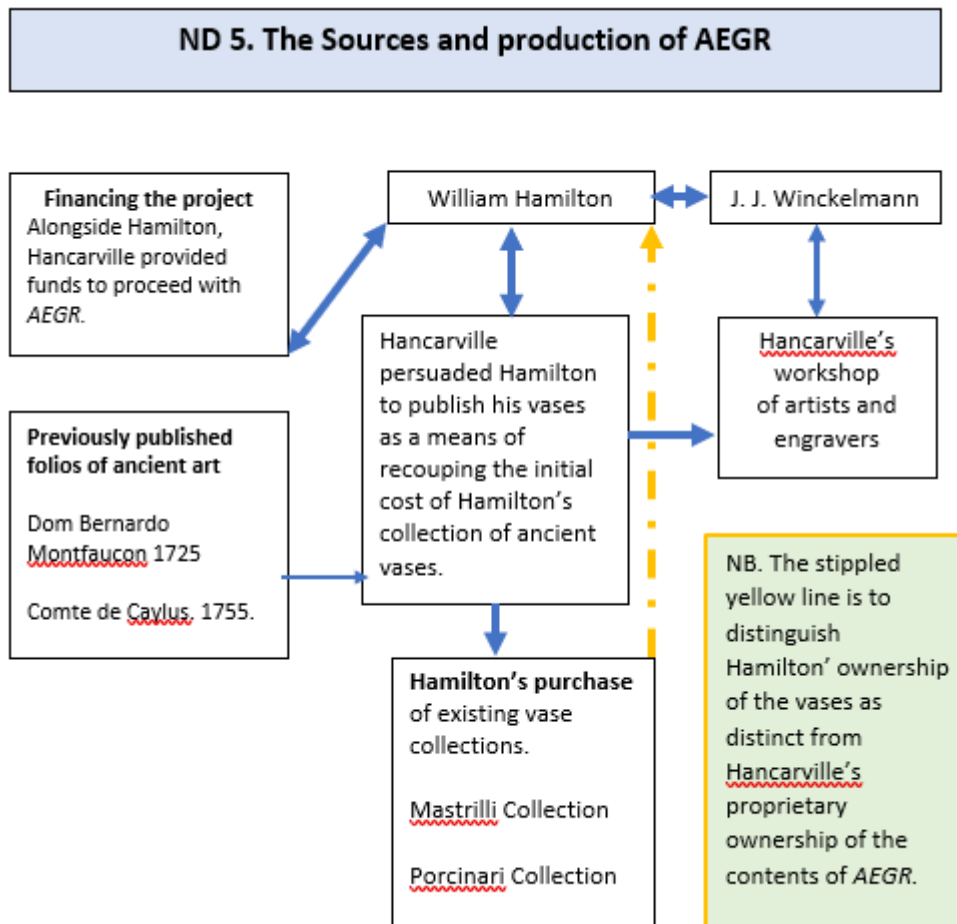 ND 5. The Sources and production of AEGR
Financing the project
Alongside Hamilton,
Hancarville provided
funds to proceed with
AEGR.
William Hamilton
J. J. Winckelmann
Hancarville
persuaded Hamilton
to publish his vases
as a means of
recouping the initial
cost of Hamilton's
collection of ancient
vases.
Hancarville's
workshop
of artists and
engravers
Previously published
folios of ancient art
Dom Bernardo
Montfaucon 1725
Comte de Caylus. 1755.
Hamilton's purchase
of existing vase
collections.
Mastrilli Collection
Porcinari Collection
NB. The stippled
yellow line is to
distinguish
Hamilton' ownership
of the vases as
distinct from
Hancarville's
proprietary
ownership of the
contents of AEGR.